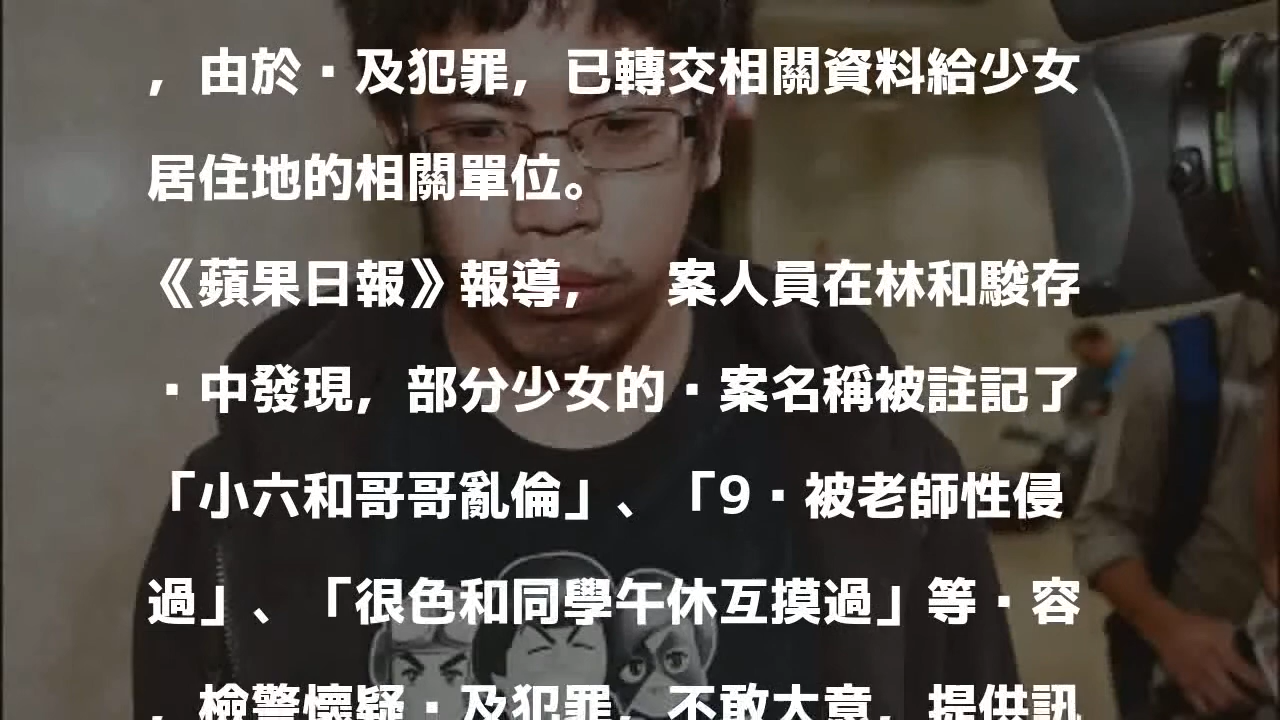 ，由於▪及犯罪，已轉交相關資料給少女
居住地的相關單位。
《蘋果日報》報導，　案人員在林和駿存
▪中發現，部分少女的▪案名稱被註記了
「小六和哥哥亂倫」、「9▪被老師性侵
過」、「很色和同學午休互摸過」等▪容
，檢警懷疑▪及犯罪，不敢大意，提供訊